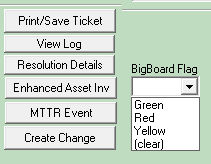 Print/Save Ticket
View Log
Resolution Details
Enhanced Asset Inv
MTTR Event
Create Change
BigBoard Flag
Green
Red
Yellow
(clear)